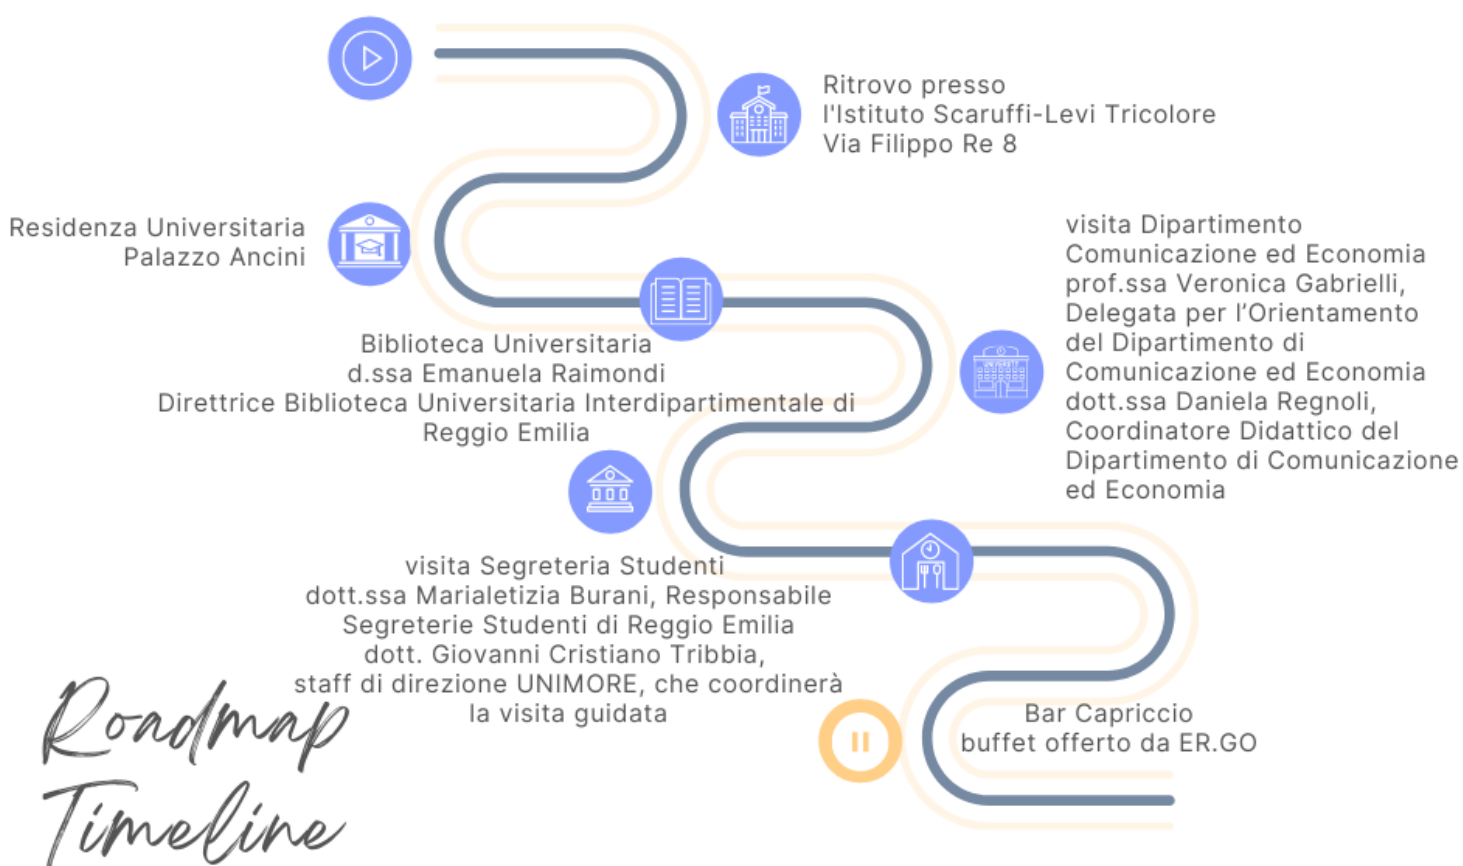 Ritrovo presso
l'Istituto Scaruffi-Levi Tricolore
Via Filippo Re 8
Residenza Universitaria
Palazzo Ancini
Biblioteca Universitaria
d.ssa Emanuela Raimondi
Direttrice Biblioteca Universitaria Interdipartimentale di
Reggio Emilia
visita Dipartimento
Comunicazione ed Economia
prof.ssa Veronica Gabrielli,
Delegata per l’Orientamento
del Dipartimento di
Comunicazione ed Economia
dott.ssa Daniela Regnoli,
Coordinatore Didattico del
Dipartimento di Comunicazione
ed Economia
UNIVERSITY
visita Segreteria Studenti
dott.ssa Marialetizia Burani, Responsabile
Segreterie Studenti di Reggio Emilia
dott. Giovanni Cristiano Tribbia,
staff di direzione UNIMORE, che coordinerà
la visita guidata
Bar Capriccio
buffet offerto da ER.GO
Roadmap
Timeline